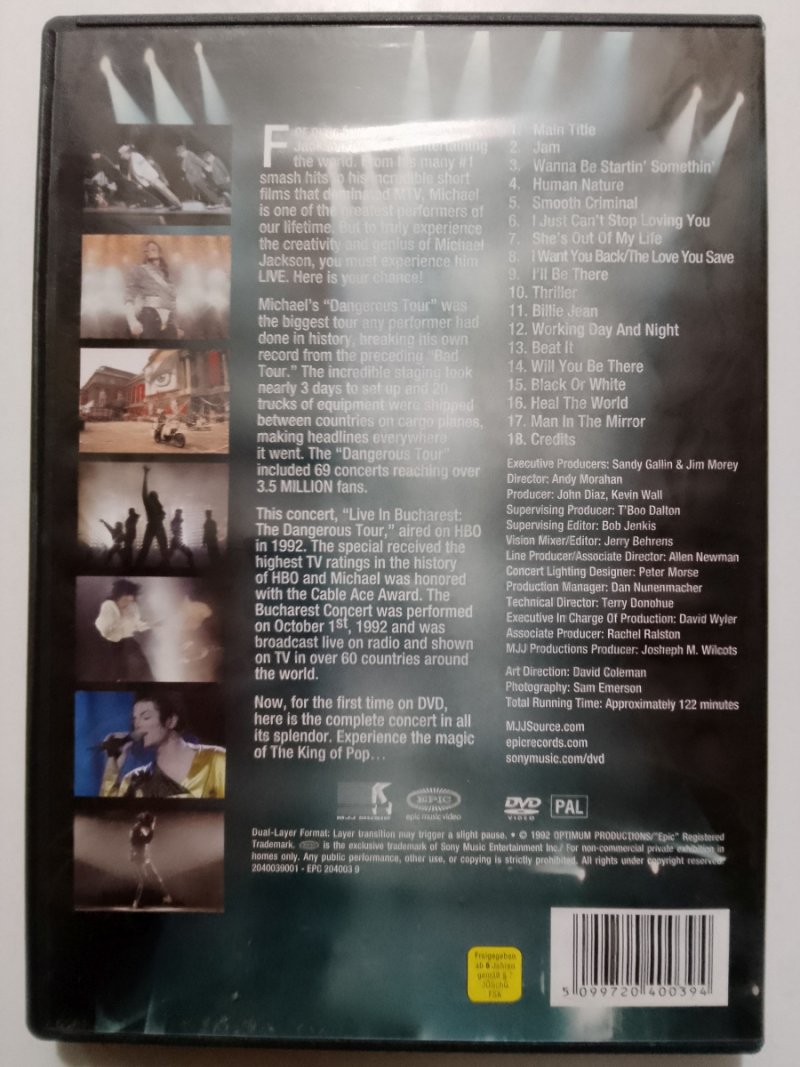 the world. From his many #1
smash hits to his incredible short
films that dominated MTV, Michael
is one of the greatest performers of
our lifetime. But to truly experience
the creativity and genius of Michael
Jackson, you must experience him
LIVE. Here is your chance!
Michael's "Dangerous Tour" was
the biggest tour any performer had
done in history, breaking his own
record from the preceding "Bad
Tour." The incredible staging took
nearly 3 days to set up and 20
trucks of equipment were shipped
between countries on cargo planes,
making headlines everywhere
it went. The "Dangerous Tour"
included 69 concerts reaching over
3.5 MILLION fans.
This concert, "Live In Bucharest:
The Dangerous Tour," aired on HBO
in 1992. The special received the
highest TV ratings in the history
of HBO and Michael was honored
with the Cable Ace Award. The
Bucharest Concert was performed
on October 1st, 1992 and was
broadcast live on radio and shown
on TV in over 60 countries around
the world.
Now, for the first time on DVD,
here is the complete concert in all
its splendor. Experience the magic
of The King of Pop...
1. Main Title
2. Jam
3. Wanna Be Startin' Somethin'
4. Human Nature
5. Smooth Criminal
6. I Just Can't Stop Loving You
7. She's Out Of My Life
8. I Want You Back/The Love You Save
9. I'll Be There
10. Thriller
11. Billie Jean
12. Working Day And Night
13. Beat It
14. Will You Be There
15. Black Or White
16. Heal The World
17. Man In The Mirror
18. Credits
Executive Producers: Sandy Gallin & Jim Morey
Director: Andy Morahan
Producer: John Diaz, Kevin Wall
Supervising Producer: T'Boo Dalton
Supervising Editor: Bob Jenkis
Vision Mixer/Editor: Jerry Behrens
Line Producer/Associate Director: Allen Newman
Concert Lighting Designer: Peter Morse
Production Manager: Dan Nunenmacher
Technical Director: Terry Donohue
Executive In Charge Of Production: David Wyler
Associate Producer: Rachel Ralston
MJJ Productions Producer: Josheph M. Wilcots
Art Direction: David Coleman
Photography: Sam Emerson
Total Running Time: Approximately 122 minutes
MJJSource.com
epicrecords.com
sonymusic.com/dvd
EPIC
epic music video
DVD
VIDEO
PAL
Dual-Layer Format: Layer transition may trigger a slight pause. • © 1992 OPTIMUM PRODUCTIONS/"Epic" Registered
Trademark. EPIC is the exclusive trademark of Sony Music Entertainment Inc./ For non-commercial private exhibition in
homes only. Any public performance, other use, or copying is strictly prohibited. All rights under copyright reserved.
2040039001 - EPC 204003 9
Freigegeben
ab 6 Jahren
gemäß § 7
JÖSchG
FSK
5 099720 400394